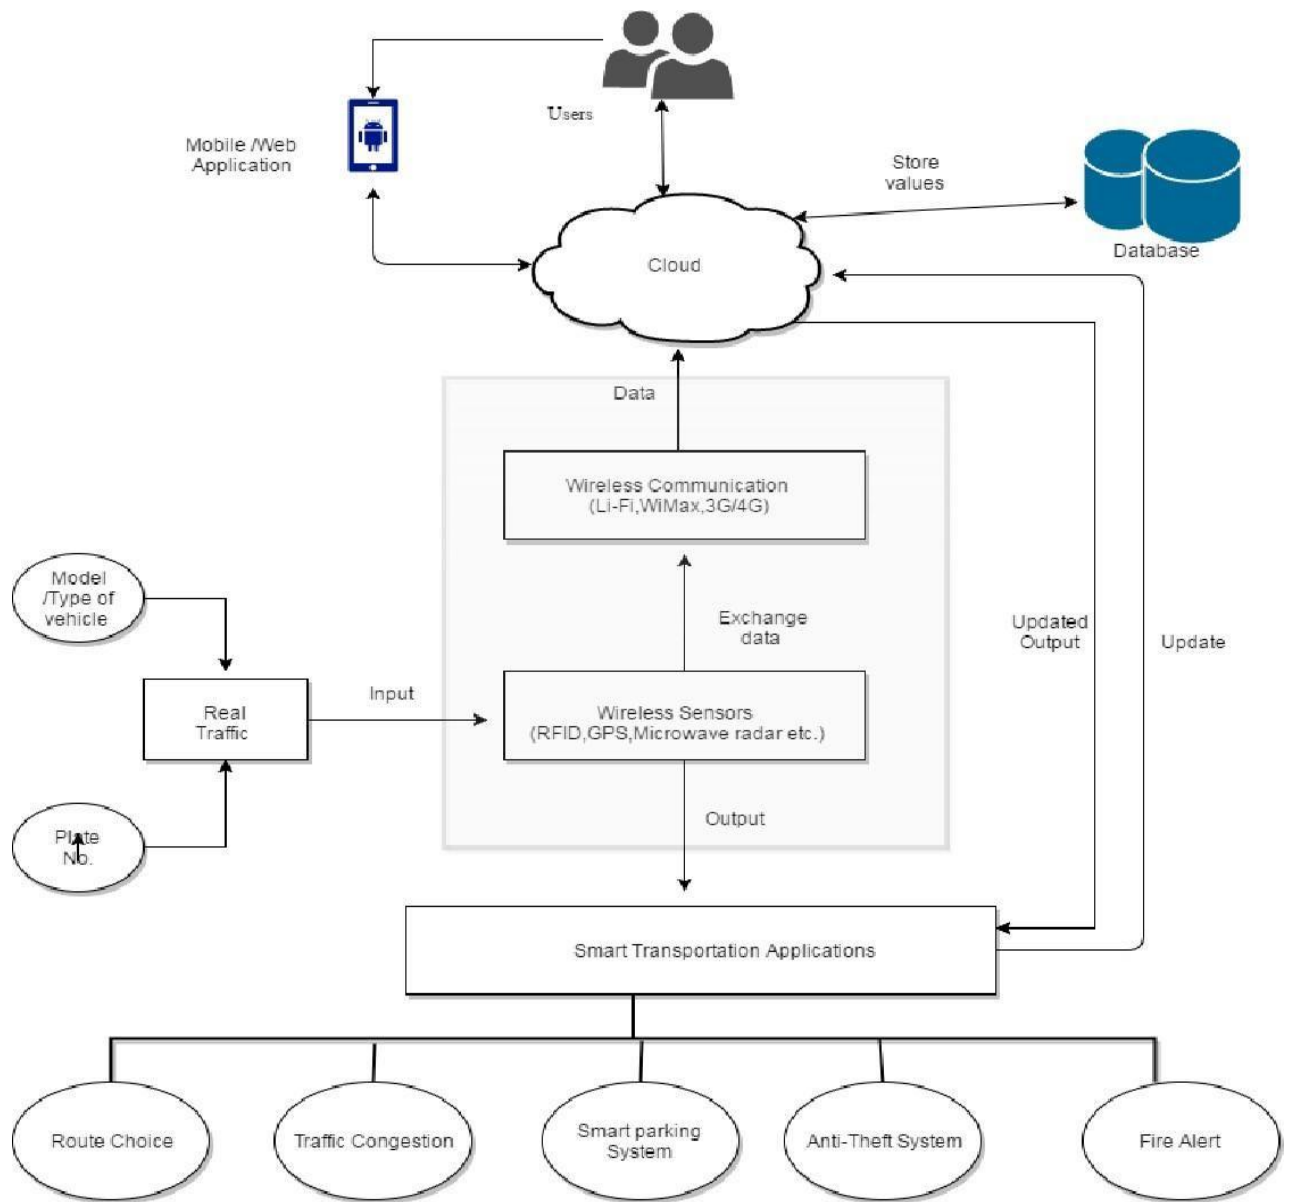 Users
Mobile /Web
Application
Store
values
Database
Cloud
Data
Wireless Communication
(Li-Fi,WiMax,3G/4G)
Model
/Type of
vehicle
Exchange
data
Updated
Output
Update
Real
Traffic
Input
Wireless Sensors
(RFID,GPS,Microwave radar etc.)
Plate
No.
Output
Smart Transportation Applications
Route Choice
Traffic Congestion
Smart parking
System
Anti-Theft System
Fire Alert